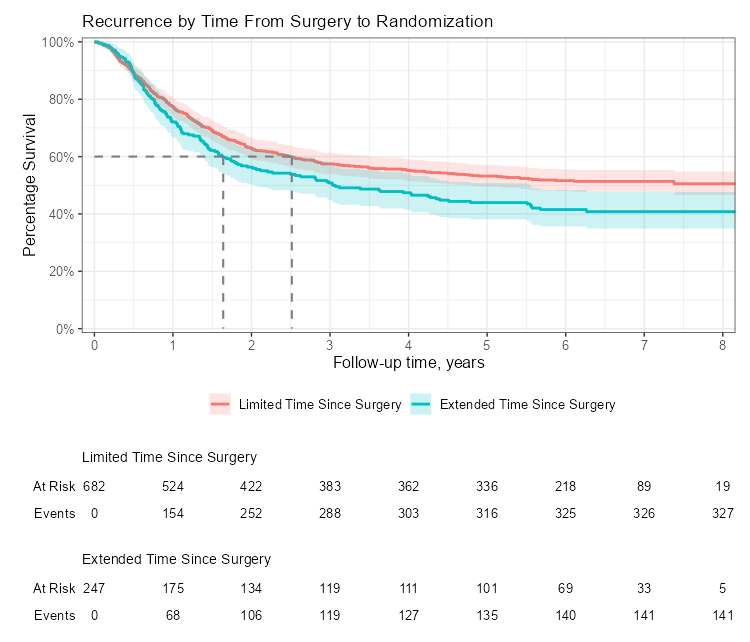 Recurrence by Time From Surgery to Randomization
Percentage Survival
100%
80%
60%
40%
20%
0%
0 1 2 3 4 5 6 7 8
Follow-up time, years
Limited Time Since Surgery Extended Time Since Surgery
Limited Time Since Surgery
At Risk 682 524 422 383 362 336 218 89 19
Events 0 154 252 288 303 316 325 326 327
Extended Time Since Surgery
At Risk 247 175 134 119 111 101 69 33 5
Events 0 68 106 119 127 135 140 141 141